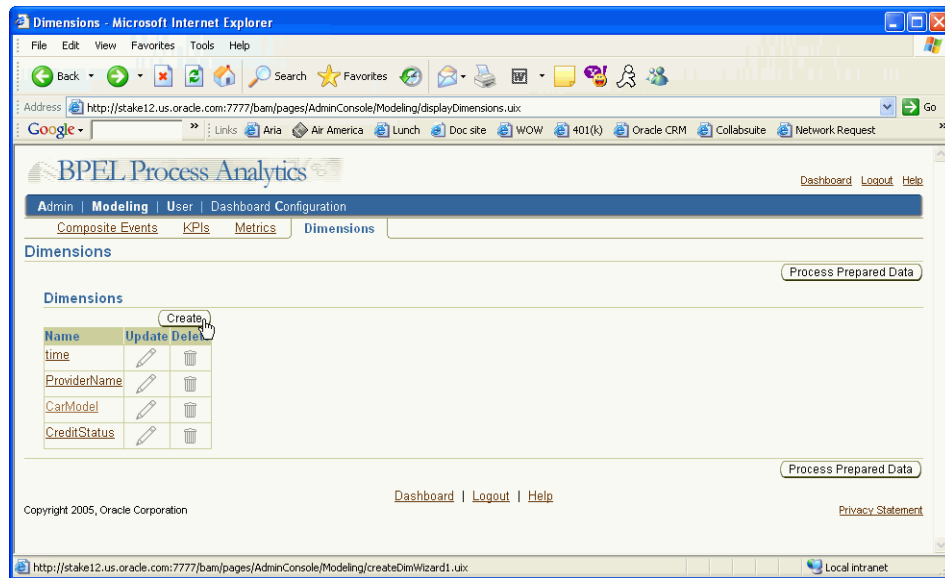 Dimensions - Microsoft Internet Explorer
File Edit View Favorites Tools Help
Back Search Favorites
Address http://stake12.us.oracle.com:7777/bam/pages/AdminConsole/Modeling/displayDimensions.uix Go
Google Links Aria Air America Lunch Doc site WOW 401(k) Oracle CRM Collabsuite Network Request
BPEL Process Analytics
Dashboard Logout Help
Admin | Modeling | User | Dashboard Configuration
Composite Events KPIs Metrics Dimensions
Dimensions
Process Prepared Data
Dimensions
Create
Name Update
time
ProviderName
CarModel
CreditStatus
Process Prepared Data
Dashboard | Logout | Help
Copyright 2005, Oracle Corporation Privacy Statement
http://stake12.us.oracle.com:7777/bam/pages/AdminConsole/Modeling/createDimWizard1.uix Local intranet